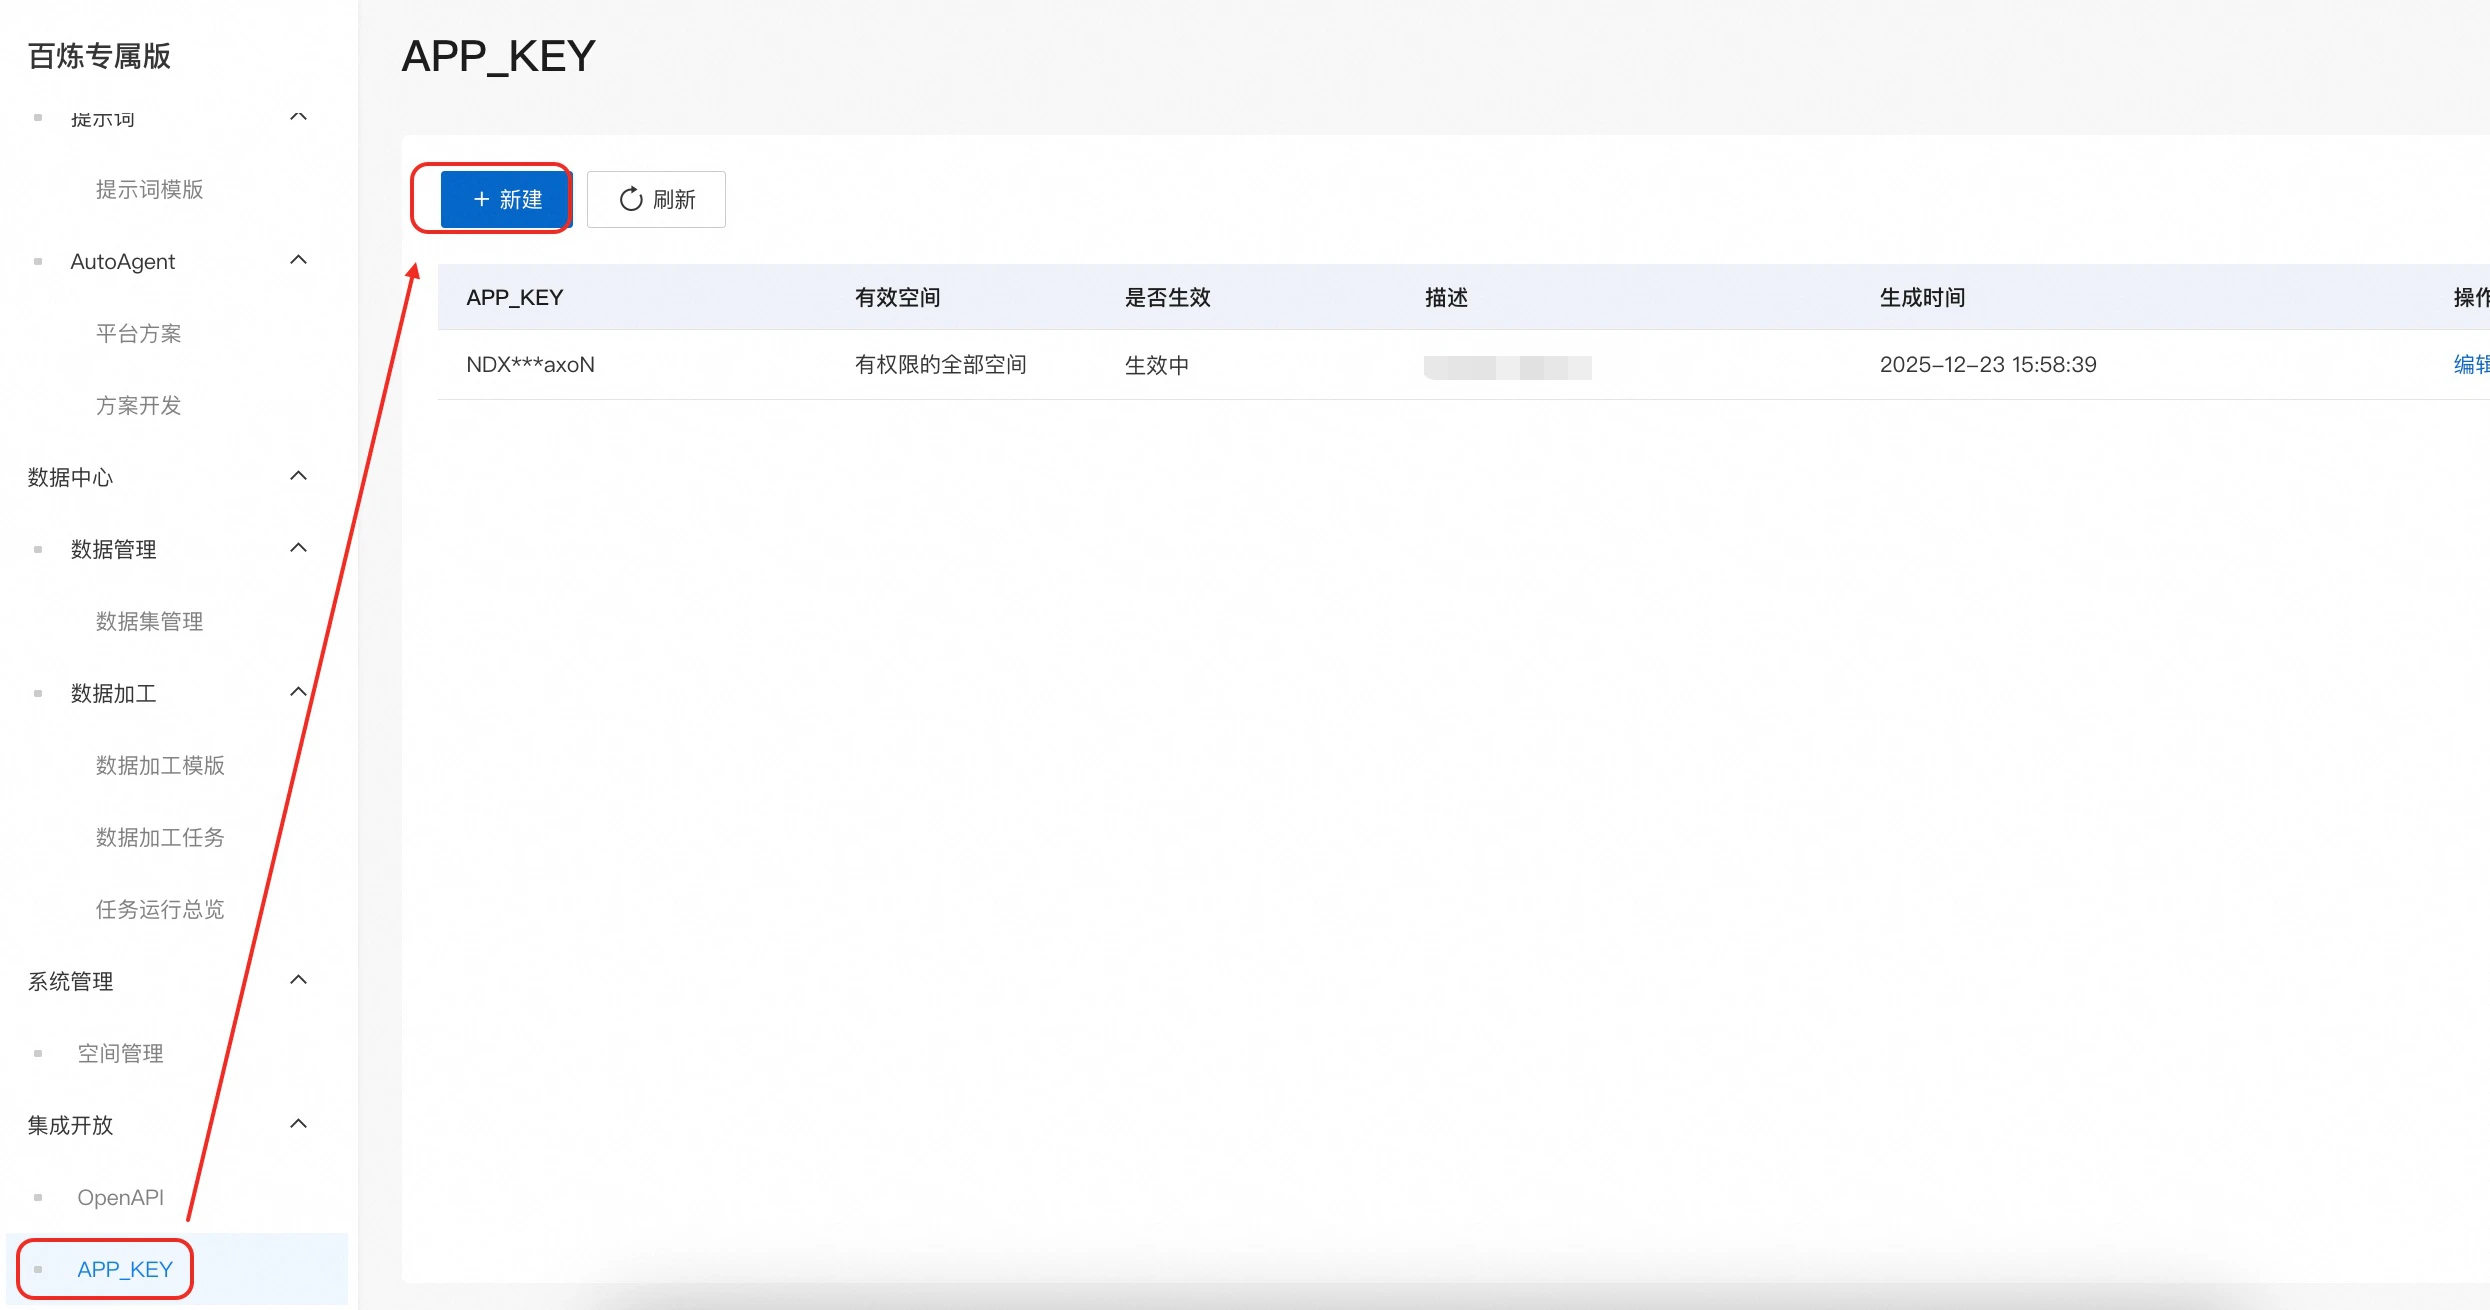 百炼专属版
提示词
提示词模版
AutoAgent
平台方案
方案开发
数据中心
数据管理
数据集管理
数据加工
数据加工模版
数据加工任务
任务运行总览
系统管理
空间管理
集成开放
OpenAPI
APP_KEY
APP_KEY
+ 新建 刷新
APP_KEY 有效空间 是否生效 描述 生成时间 操作
NDX***axoN 有权限的全部空间 生效中 2025-12-23 15:58:39 编辑